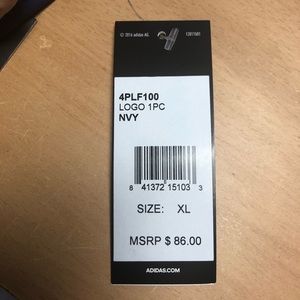 © 2016 adidas AG
4PLF100
LOGO 1PC
NVY
8 41372 15103 3
SIZE: XL
MSRP $ 86.00
ADIDAS.COM